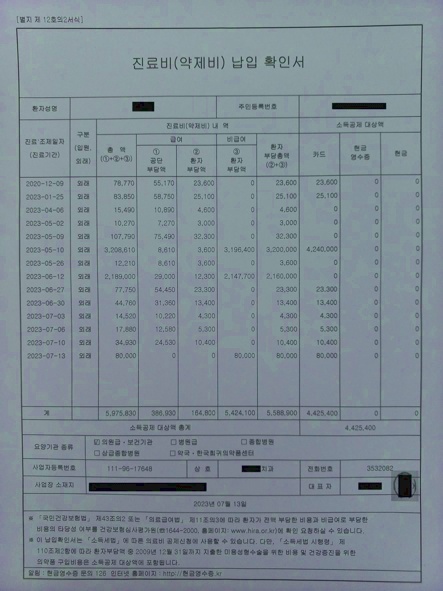 [별지 제 12호의2서식]
진료비(약제비) 납입 확인서
환자성명 주민등록번호
진료비(약제비) 내 역 소득공제 대상액
진료·조제일자 (진료기간) 구분 (입원, 외래) 총 액 (①+②+③) 급여 비급여 환자 부담총액 (②+③) 카드 현금 영수증 현금
① 공단 부담액 ② 환자 부담액 ③ 환자 부담액
2020-12-09 외래 78,770 55,170 23,600 0 23,600 23,600 0 0
2023-01-25 외래 83,850 58,750 25,100 0 25,100 25,100 0 0
2023-04-06 외래 15,490 10,890 4,600 0 4,600 0 0
2023-05-02 외래 10,270 7,270 3,000 0 3,000 0 0
2023-05-09 외래 107,790 75,490 32,300 0 32,300 0 0
2023-05-10 외래 3,208,610 8,610 3,600 3,196,400 3,200,000 4,240,000 0 0
2023-05-26 외래 12,210 8,610 3,600 0 3,600 0 0
2023-06-12 외래 2,189,000 29,000 12,300 2,147,700 2,160,000 0 0
2023-06-27 외래 77,750 54,450 23,300 0 23,300 23,300 0 0
2023-06-30 외래 44,760 31,360 13,400 0 13,400 13,400 0 0
2023-07-03 외래 14,520 10,220 4,300 0 4,300 4,300 0 0
2023-07-06 외래 17,880 12,580 5,300 0 5,300 5,300 0 0
2023-07-10 외래 34,930 24,530 10,400 0 10,400 10,400 0 0
2023-07-13 외래 80,000 0 0 80,000 80,000 80,000 0 0
계 5,975,830 386,930 164,800 5,424,100 5,588,900 4,425,400 0 0
소득공제 대상액 총계 4,425,400
요양기관 종류 ☑ 의원급·보건기관 □ 병원급 □ 종합병원
□ 상급종합병원 □ 약국·한국희귀의약품센터
사업자등록번호 111-96-17648 상 호 치과 전화번호 3532082
사업장 소재지 대 표 자
2023년 07월 13일
※ 「국민건강보험법」 제43조의2 또는 「의료급여법」 제11조의3에 따라 환자가 전액 부담한 비용과 비급여로 부담한
비용의 타당성 여부를 건강보험심사평가원(☎1644-2000, 홈페이지: www.hira.or.kr)에 확인 요청하실 수 있습니다.
※ 이 납입확인서는 「소득세법」에 따른 의료비 공제신청에 사용할 수 있습니다. 다만, 「소득세법 시행령」 제
110조제2항에 따라 환자부담액 중 2009년 12월 31일까지 지출한 미용성형수술을 위한 비용 및 건강증진을 위한
의약품 구입비용은 소득공제 대상액에 포함됩니다.
알림 : 현금영수증 문의 126 인터넷 홈페이지 : http://현금영수증.kr